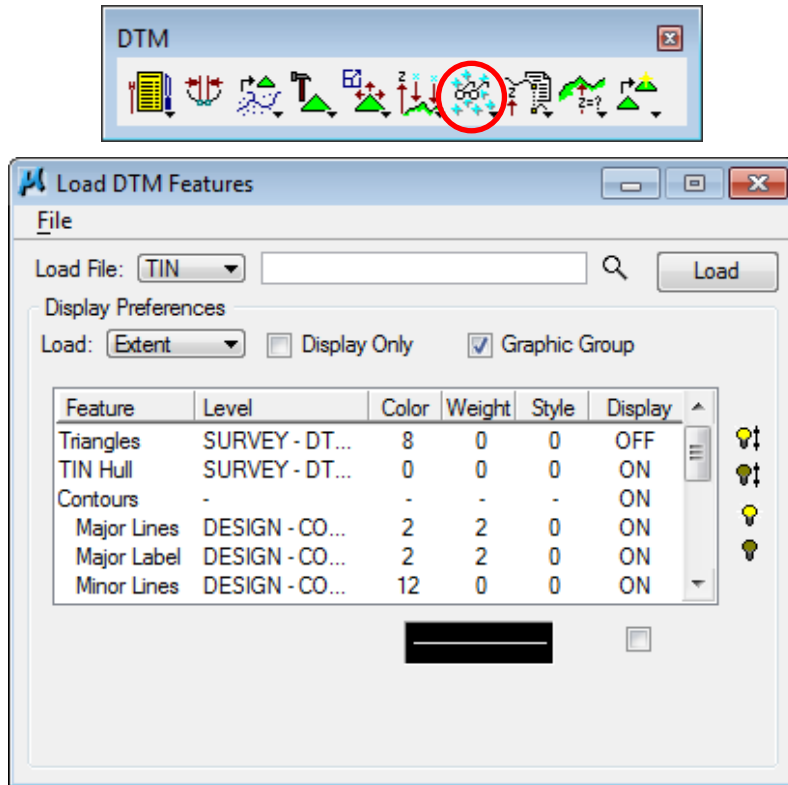 DTM
z
z
z=?
Load DTM Features
File
Load File: TIN Load
Display Preferences
Load: Extent Display Only Graphic Group
Feature Level Color Weight Style Display
Triangles SURVEY - DT... 8 0 0 OFF
TIN Hull SURVEY - DT... 0 0 0 ON
Contours - - - - ON
Major Lines DESIGN - CO... 2 2 0 ON
Major Label DESIGN - CO... 2 2 0 ON
Minor Lines DESIGN - CO... 12 0 0 ON